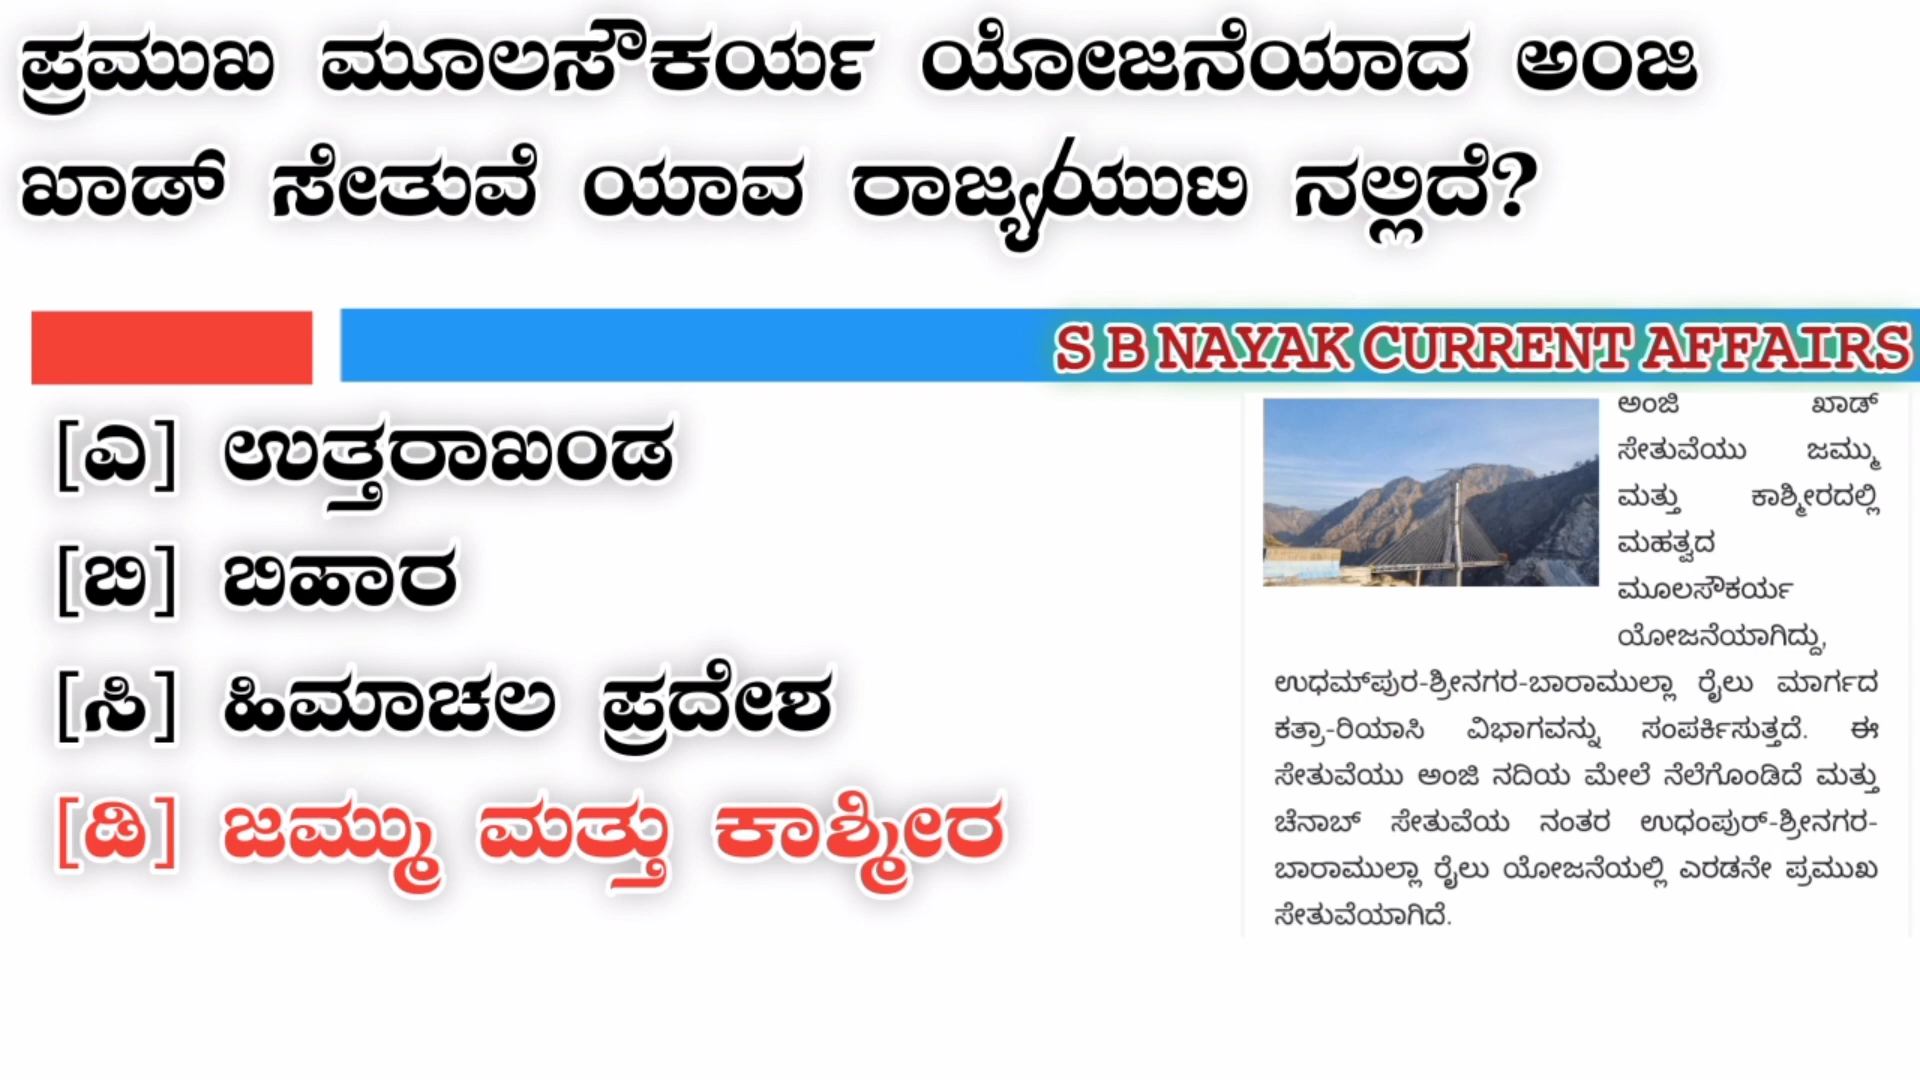 ಪ್ರಮುಖ ಮೂಲಸೌಕರ್ಯ ಯೋಜನೆಯಾದ ಅಂಜಿ
ಖಾಡ್ ಸೇತುವೆ ಯಾವ ರಾಜ್ಯ/ಯುಟಿ ನಲ್ಲಿದೆ?
S B NAYAK CURRENT AFFAIRS
[ಎ] ಉತ್ತರಾಖಂಡ
[ಬಿ] ಬಿಹಾರ
[ಸಿ] ಹಿಮಾಚಲ ಪ್ರದೇಶ
[ಡಿ] ಜಮ್ಮು ಮತ್ತು ಕಾಶ್ಮೀರ
ಅಂಜಿ ಖಾಡ್
ಸೇತುವೆಯು ಜಮ್ಮು
ಮತ್ತು ಕಾಶ್ಮೀರದಲ್ಲಿ
ಮಹತ್ವದ
ಮೂಲಸೌಕರ್ಯ
ಯೋಜನೆಯಾಗಿದ್ದು,
ಉಧಮ್‌ಪುರ-ಶ್ರೀನಗರ-ಬಾರಾಮುಲ್ಲಾ ರೈಲು ಮಾರ್ಗದ
ಕತ್ರಾ-ರಿಯಾಸಿ ವಿಭಾಗವನ್ನು ಸಂಪರ್ಕಿಸುತ್ತದೆ. ಈ
ಸೇತುವೆಯು ಅಂಜಿ ನದಿಯ ಮೇಲೆ ನೆಲೆಗೊಂಡಿದೆ ಮತ್ತು
ಚೆನಾಬ್ ಸೇತುವೆಯ ನಂತರ ಉಧಂಪುರ್-ಶ್ರೀನಗರ-
ಬಾರಾಮುಲ್ಲಾ ರೈಲು ಯೋಜನೆಯಲ್ಲಿ ಎರಡನೇ ಪ್ರಮುಖ
ಸೇತುವೆಯಾಗಿದೆ.